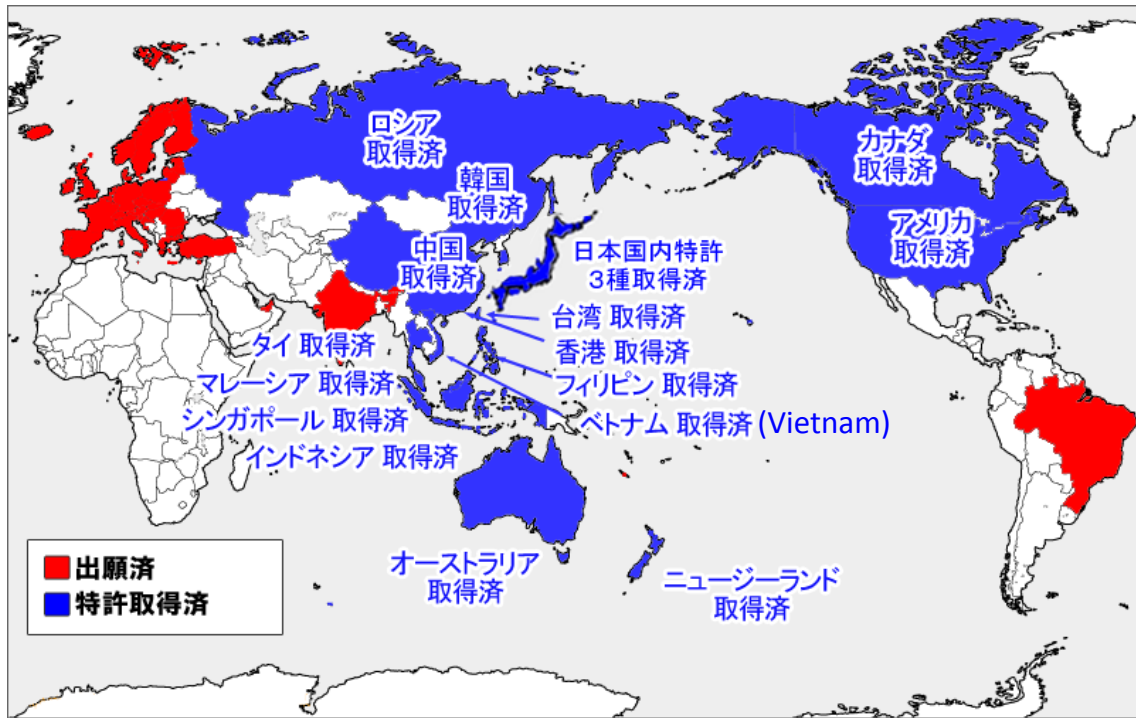 ロシア
取得済
カナダ
取得済
韓国
取得済
アメリカ
取得済
中国
取得済
日本国内特許
3種取得済
台湾 取得済
香港 取得済
フィリピン 取得済
ベトナム 取得済 (Vietnam)
タイ 取得済
マレーシア 取得済
シンガポール 取得済
インドネシア 取得済
オーストラリア
取得済
ニュージーランド
取得済
出願済
特許取得済